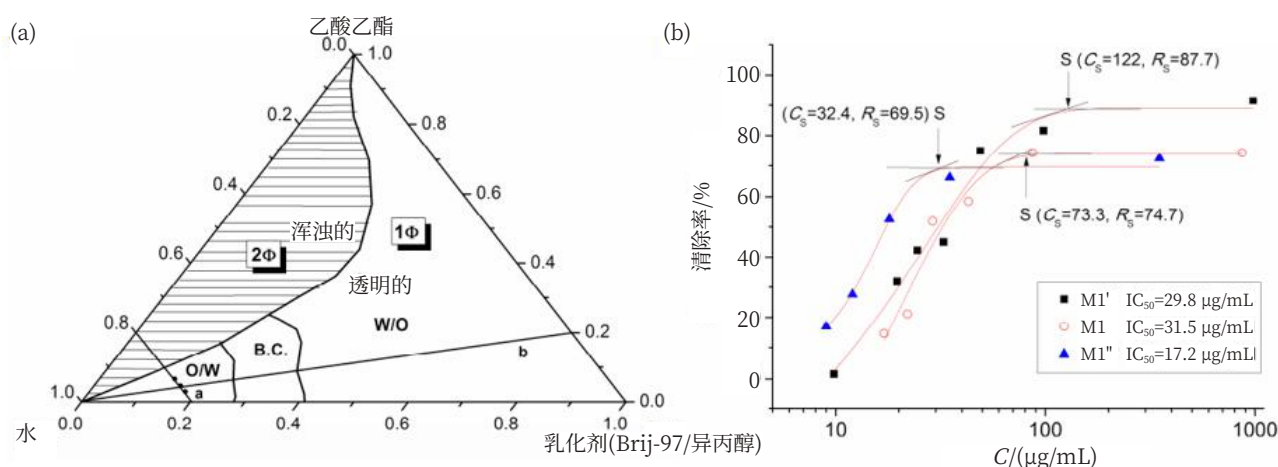 (a)
乙酸乙酯
0.0
1.0
0.2
0.8
0.4
0.6
浑浊的
1Φ
0.6
2Φ
0.4
透明的
W/O
0.8
0.2
B.C.
b
O/W
1.0
a
0.0
0.0
0.2
0.4
0.6
0.8
1.0
水
乳化剂(Brij-97/异丙醇)
(b)
清除率/%
100
80
60
40
20
0
S (Cs=122, Rs=87.7)
(Cs=32.4, Rs=69.5) S
S (Cs=73.3, Rs=74.7)
M1' IC50=29.8 μg/mL
M1 IC50=31.5 μg/mL
M1" IC50=17.2 μg/mL
10
100
1000
C/(μg/mL)